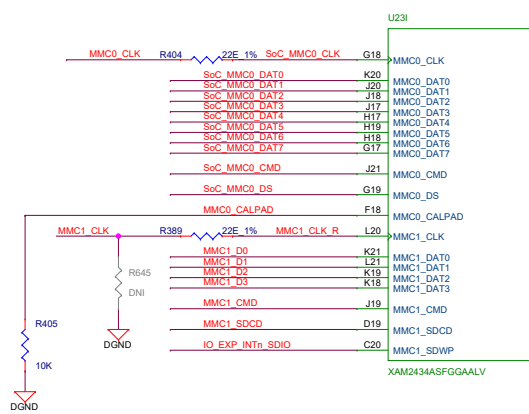 U23I
MMC0_CLK R404 22E_1% SoC_MMC0_CLK G18 MMC0_CLK
SoC_MMC0_DAT0 K20 MMC0_DAT0
SoC_MMC0_DAT1 J20 MMC0_DAT1
SoC_MMC0_DAT2 J18 MMC0_DAT2
SoC_MMC0_DAT3 J17 MMC0_DAT3
SoC_MMC0_DAT4 H17 MMC0_DAT4
SoC_MMC0_DAT5 H19 MMC0_DAT5
SoC_MMC0_DAT6 H18 MMC0_DAT6
SoC_MMC0_DAT7 G17 MMC0_DAT7
SoC_MMC0_CMD J21 MMC0_CMD
SoC_MMC0_DS G19 MMC0_DS
MMC0_CALPAD F18 MMC0_CALPAD
MMC1_CLK R389 22E_1% MMC1_CLK_R L20 MMC1_CLK
MMC1_D0 K21 MMC1_DAT0
MMC1_D1 L21 MMC1_DAT1
MMC1_D2 K19 MMC1_DAT2
MMC1_D3 K18 MMC1_DAT3
R645
DNI
MMC1_CMD J19 MMC1_CMD
R405 MMC1_SDCD D19 MMC1_SDCD
DGND IO_EXP_INTn_SDIO C20 MMC1_SDWP
10K XAM2434ASFGGAALV
DGND